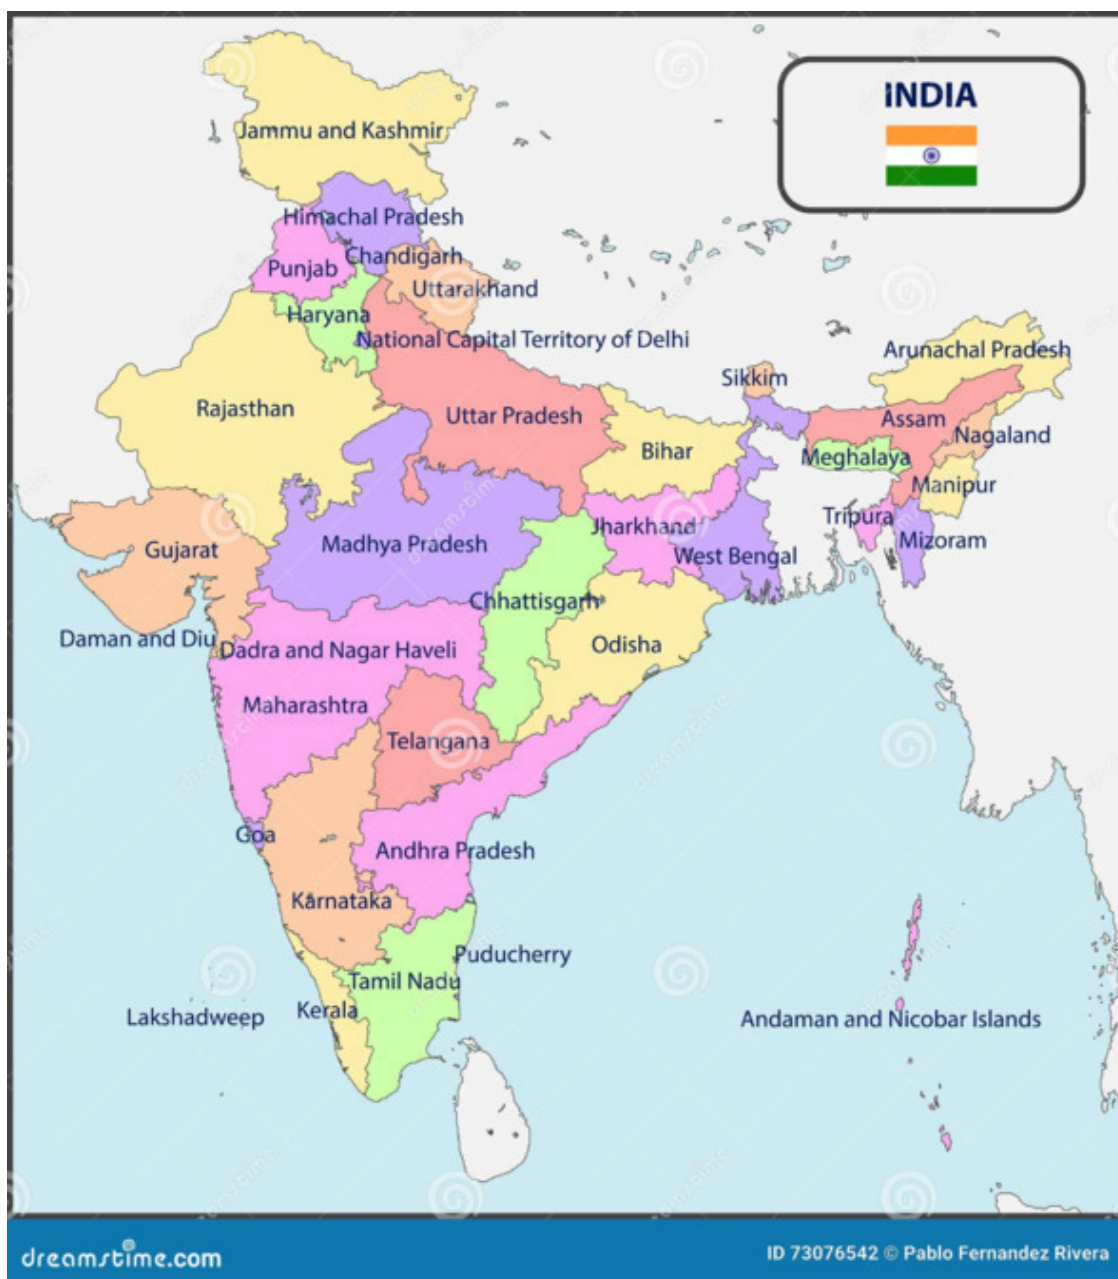 INDIA
Jammu and Kashmir
Himachal Pradesh
Chandigarh
Punjab
Uttarakhand
Haryana
National Capital Territory of Delhi
Arunachal Pradesh
Sikkim
Rajasthan
Uttar Pradesh
Assam
Nagaland
Bihar
Meghalaya
Manipur
Tripura
Jharkhand
Mizoram
Gujarat
Madhya Pradesh
West Bengal
Chhattisgarh
Daman and Diu
Dadra and Nagar Haveli
Odisha
Maharashtra
Telangana
Goa
Andhra Pradesh
Karnataka
Puducherry
Tamil Nadu
Kerala
Lakshadweep
Andaman and Nicobar Islands
dreamstime.com
ID 73076542 © Pablo Fernandez Rivera